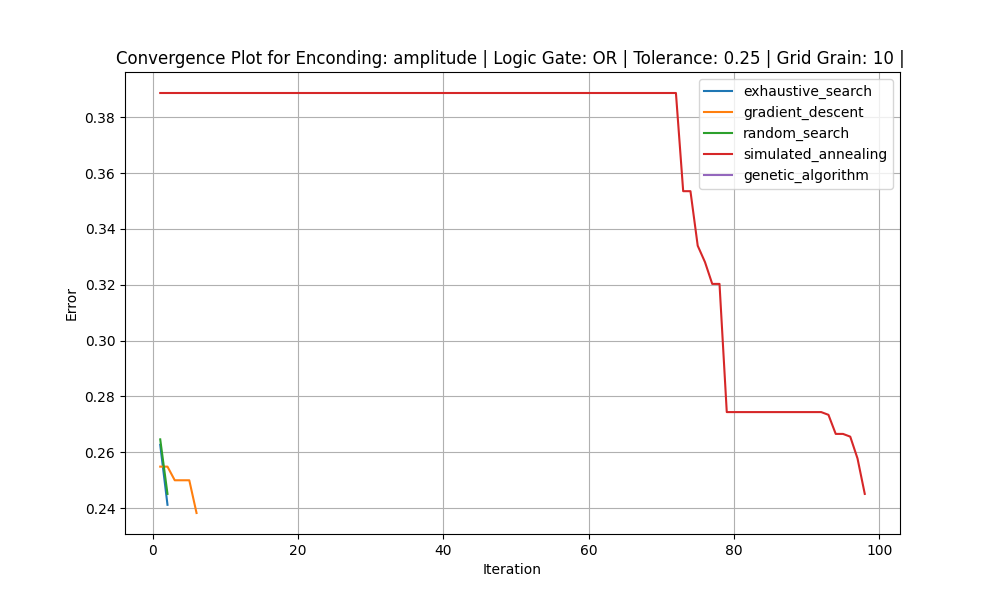 Convergence Plot for Enconding: amplitude | Logic Gate: OR | Tolerance: 0.25 | Grid Grain: 10 |
exhaustive_search
gradient_descent
random_search
simulated_annealing
genetic_algorithm
0.38
0.36
0.34
0.32
0.30
0.28
0.26
0.24
Error
0 20 40 60 80 100
Iteration